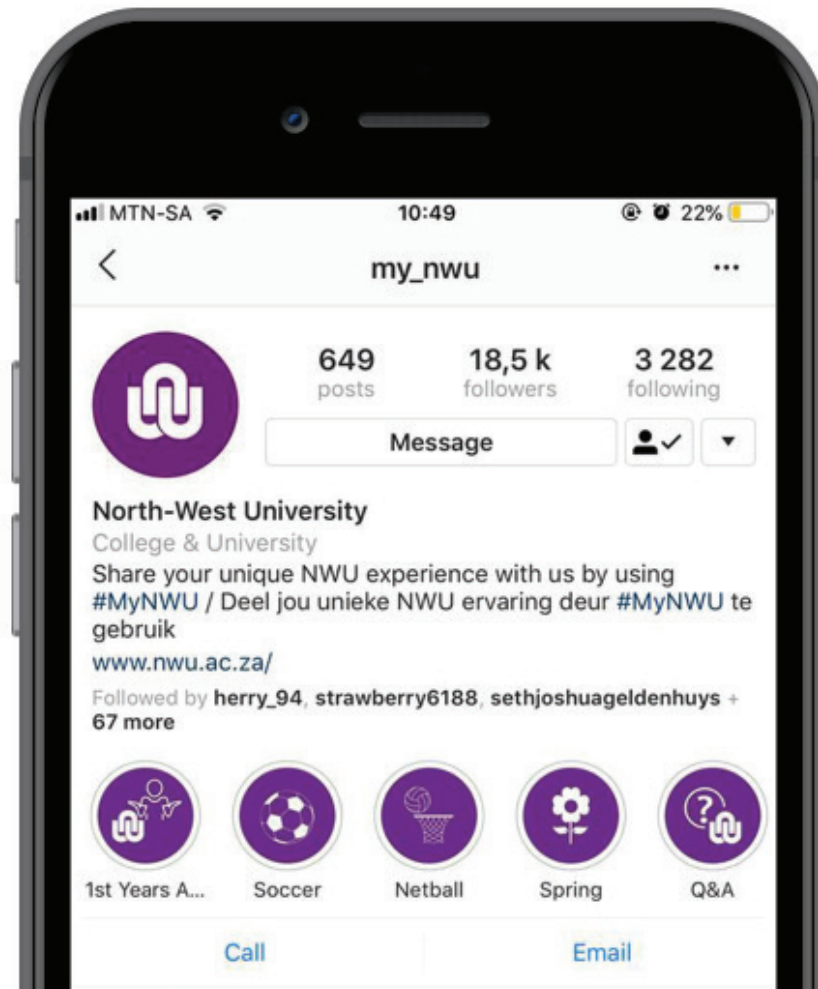 MTN-SA 10:49 22%
my_nwu ...
649 18,5 k 3 282
posts followers following
Message
North-West University
College & University
Share your unique NWU experience with us by using
#MyNWU / Deel jou unieke NWU ervaring deur #MyNWU te
gebruik
www.nwu.ac.za/
Followed by herry_94, strawberry6188, sethjoshuageldenhuys +
67 more
1st Years A... Soccer Netball Spring Q&A
Call Email